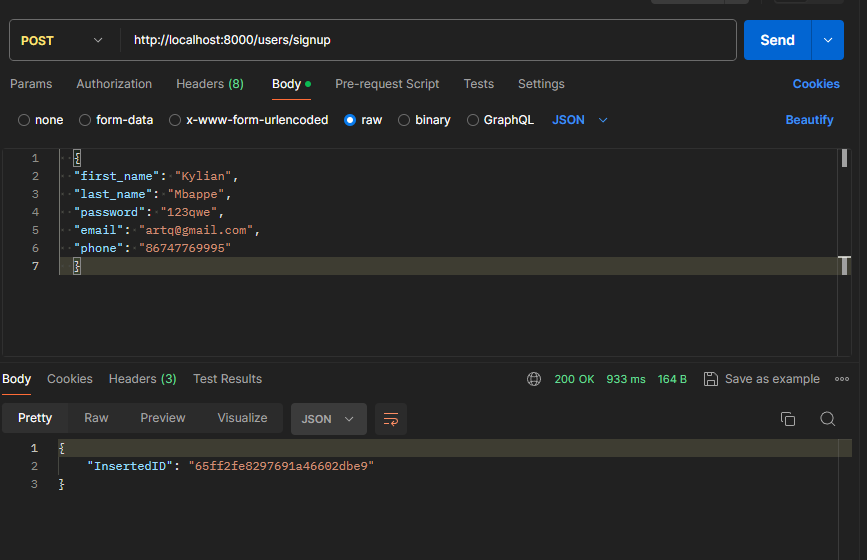 POST http://localhost:8000/users/signup Send
Params Authorization Headers (8) Body Pre-request Script Tests Settings Cookies
none form-data x-www-form-urlencoded raw binary GraphQL JSON Beautify
1 {
2 "first_name": "Kylian",
3 "last_name": "Mbappe",
4 "password": "123qwe",
5 "email": "artq@gmail.com",
6 "phone": "86747769995"
7 }
Body Cookies Headers (3) Test Results 200 OK 933 ms 164 B Save as example
Pretty Raw Preview Visualize JSON
1 {
2 "InsertedID": "65ff2fe8297691a46602dbe9"
3 }